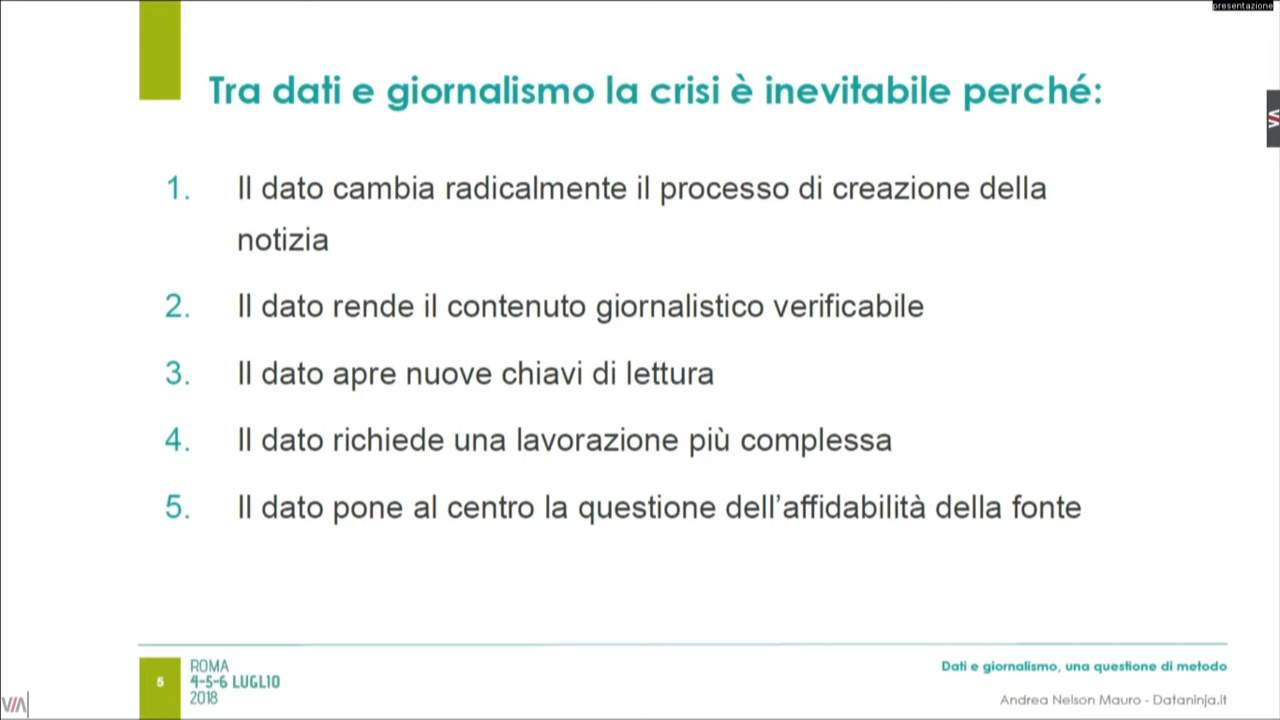 presentazione
Tra dati e giornalismo la crisi è inevitabile perché:
1. Il dato cambia radicalmente il processo di creazione della
notizia
2. Il dato rende il contenuto giornalistico verificabile
3. Il dato apre nuove chiavi di lettura
4. Il dato richiede una lavorazione più complessa
5. Il dato pone al centro la questione dell’affidabilità della fonte
5
ROMA
4-5-6 LUGLIO
2018
Dati e giornalismo, una questione di metodo
Andrea Nelson Mauro - Dataninja.it